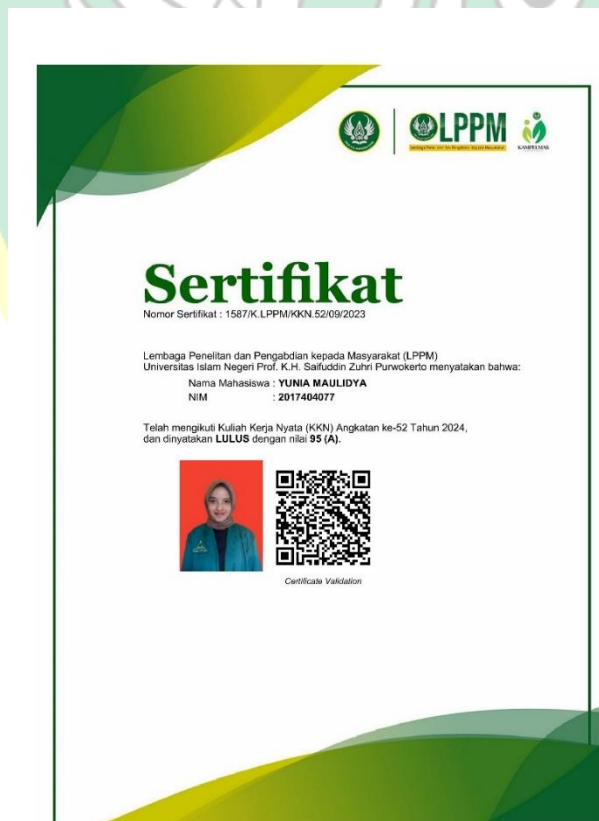 LPPM
KAMPELMAS
Sertifikat
Nomor Sertifikat : 1587/K.LPPM/KKN.52/09/2023
Lembaga Penelitian dan Pengabdian kepada Masyarakat (LPPM)
Universitas Islam Negeri Prof. K.H. Saifuddin Zuhri Purwokerto menyatakan bahwa:
Nama Mahasiswa : YUNIA MAULIDYA
NIM : 2017404077
Telah mengikuti Kuliah Kerja Nyata (KKN) Angkatan ke-52 Tahun 2024,
dan dinyatakan LULUS dengan nilai 95 (A).
Certificate Validation